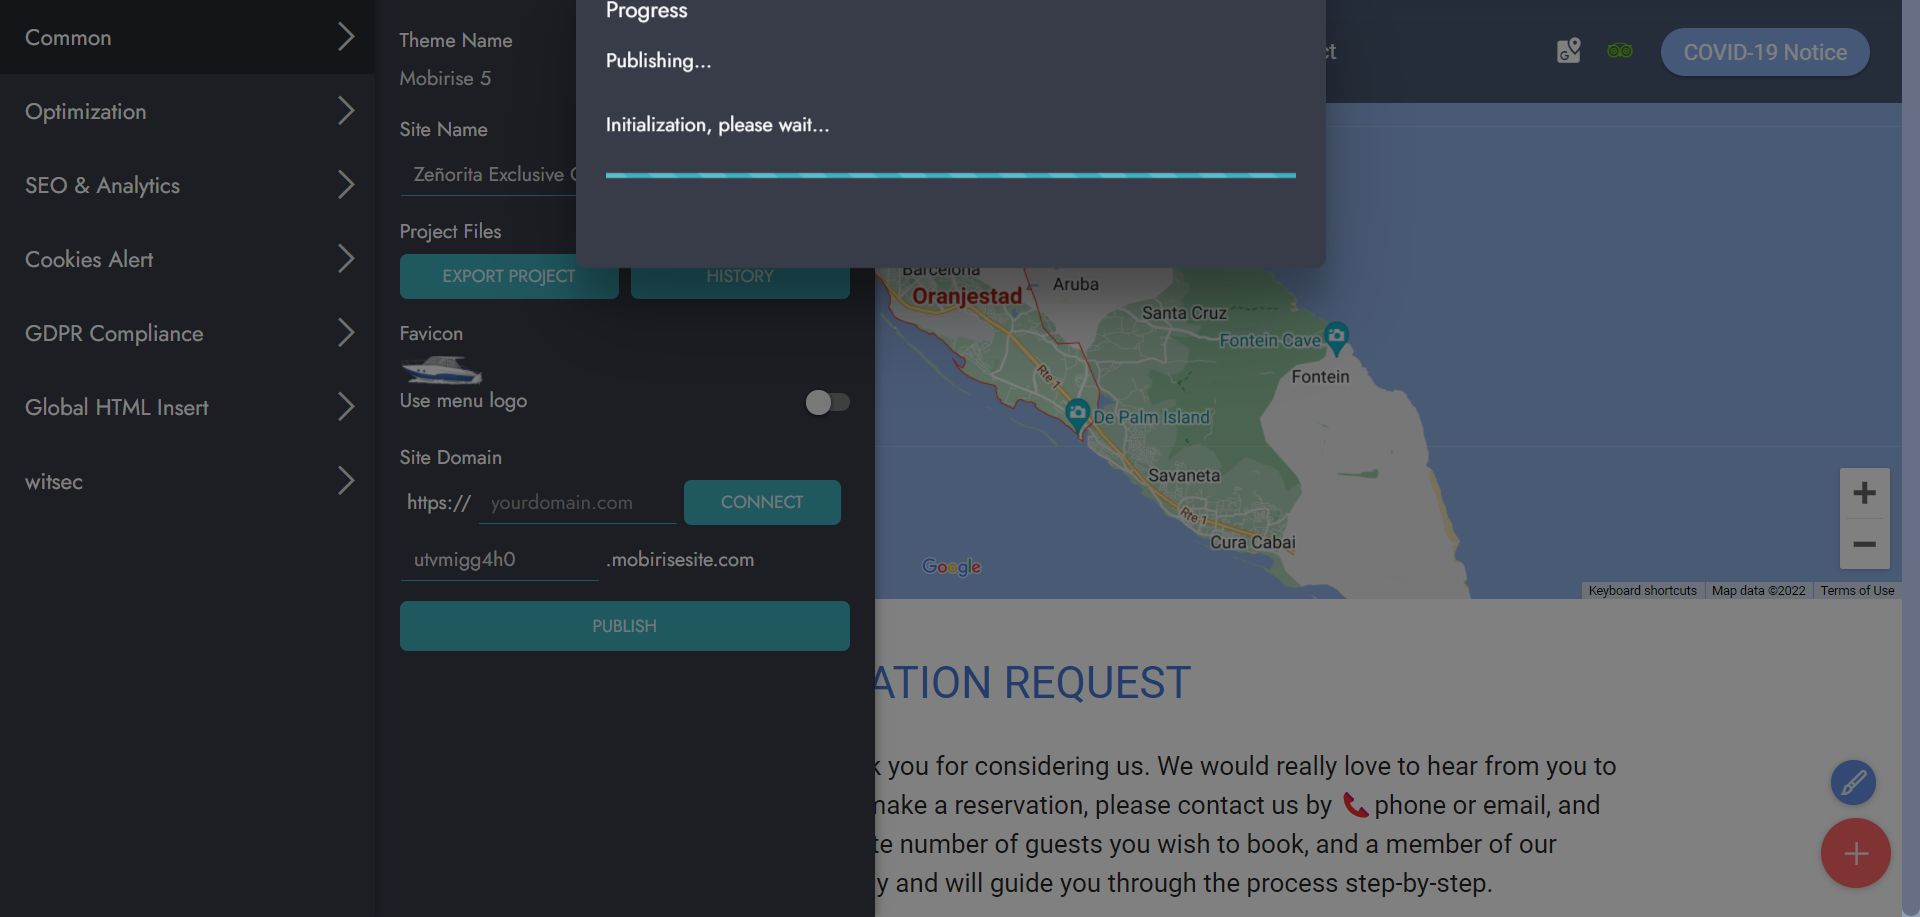 Common
Optimization
SEO & Analytics
Cookies Alert
GDPR Compliance
Global HTML Insert
witsec
Theme Name
Mobirise 5
Site Name
Zeñorita Exclusive
Project Files
EXPORT PROJECT
HISTORY
Favicon
Use menu logo
Site Domain
https://
yourdomain.com
CONNECT
utvmigg4h0
.mobirisesite.com
PUBLISH
Progress
Publishing...
Initialization, please wait...
ct
COVID-19 Notice
Barcelona
Oranjestad
Aruba
Santa Cruz
Fontein Cave
Fontein
Rte 1
De Palm Island
Savaneta
Rte 1
Cura Cabai
Google
Keyboard shortcuts
Map data ©2022
Terms of Use
ATION REQUEST
k you for considering us. We would really love to hear from you to
make a reservation, please contact us by phone or email, and
te number of guests you wish to book, and a member of our
y and will guide you through the process step-by-step.